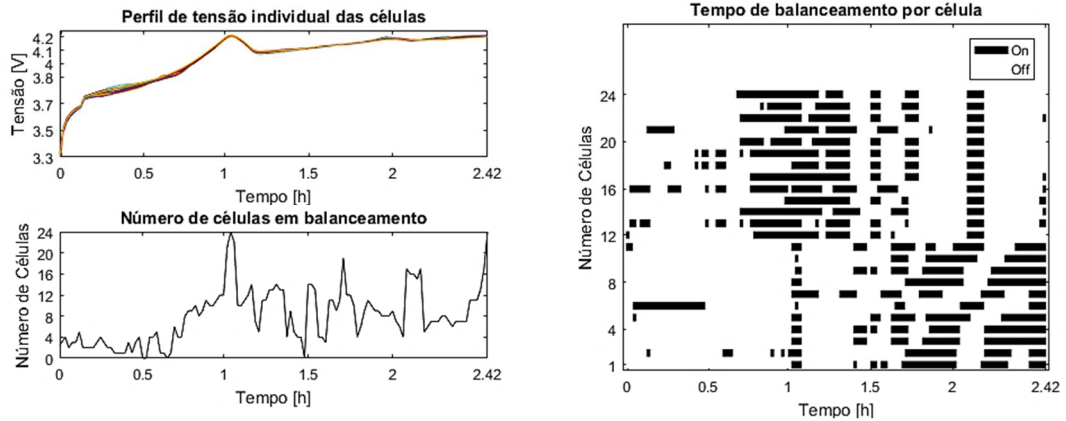 Perfil de tensão individual das células
Tensão [V]
4.2
4.1
4
3.8
3.7
3.5
3.3
0 0.5 1 1.5 2 2.42
Tempo [h]
Número de células em balanceamento
Número de Células
24
20
16
12
8
4
0
0 0.5 1 1.5 2 2.42
Tempo [h]
Tempo de balanceamento por célula
On
Off
Número de Células
24
20
16
12
8
4
1
0 0.5 1 1.5 2 2.42
Tempo [h]